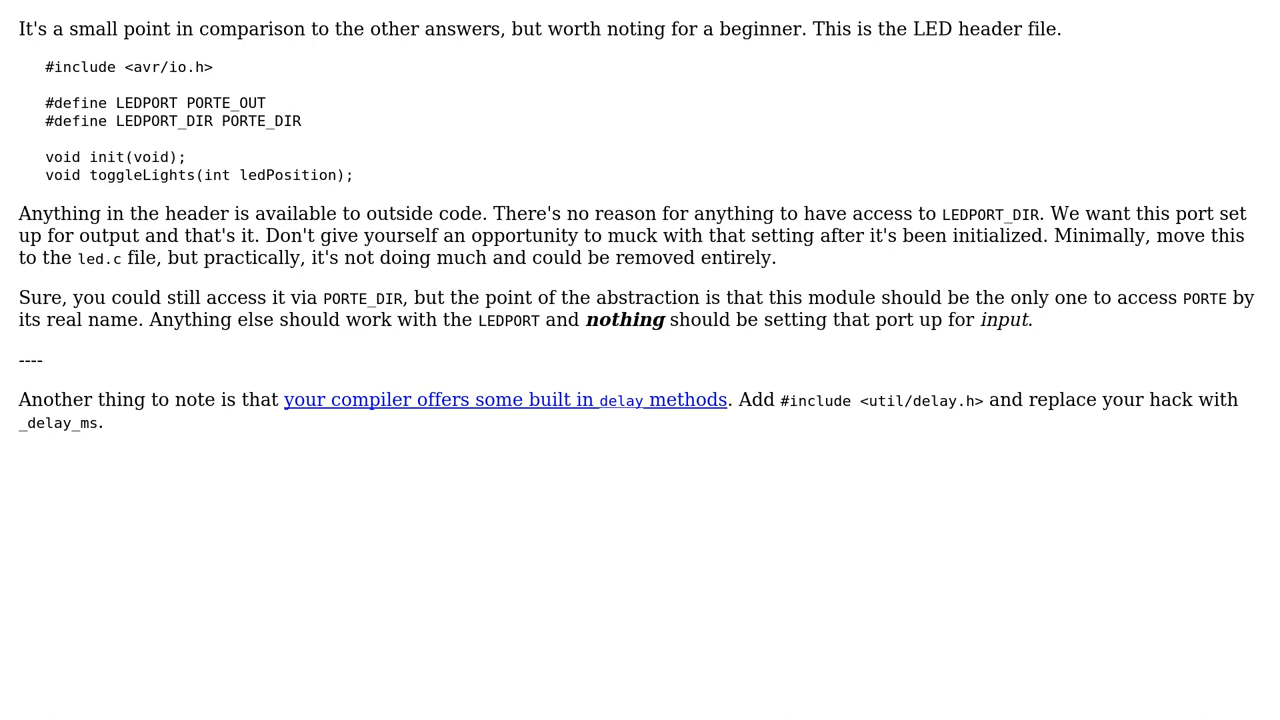 It's a small point in comparison to the other answers, but worth noting for a beginner. This is the LED header file.
#include <avr/io.h>
#define LEDPORT PORTE_OUT
#define LEDPORT_DIR PORTE_DIR
void init(void);
void toggleLights(int ledPosition);
Anything in the header is available to outside code. There's no reason for anything to have access to LEDPORT_DIR. We want this port set
up for output and that's it. Don't give yourself an opportunity to muck with that setting after it's been initialized. Minimally, move this
to the led.c file, but practically, it's not doing much and could be removed entirely.
Sure, you could still access it via PORTE_DIR, but the point of the abstraction is that this module should be the only one to access PORTE by
its real name. Anything else should work with the LEDPORT and nothing should be setting that port up for input.
----
Another thing to note is that your compiler offers some built in delay methods. Add #include <util/delay.h> and replace your hack with
_delay_ms.